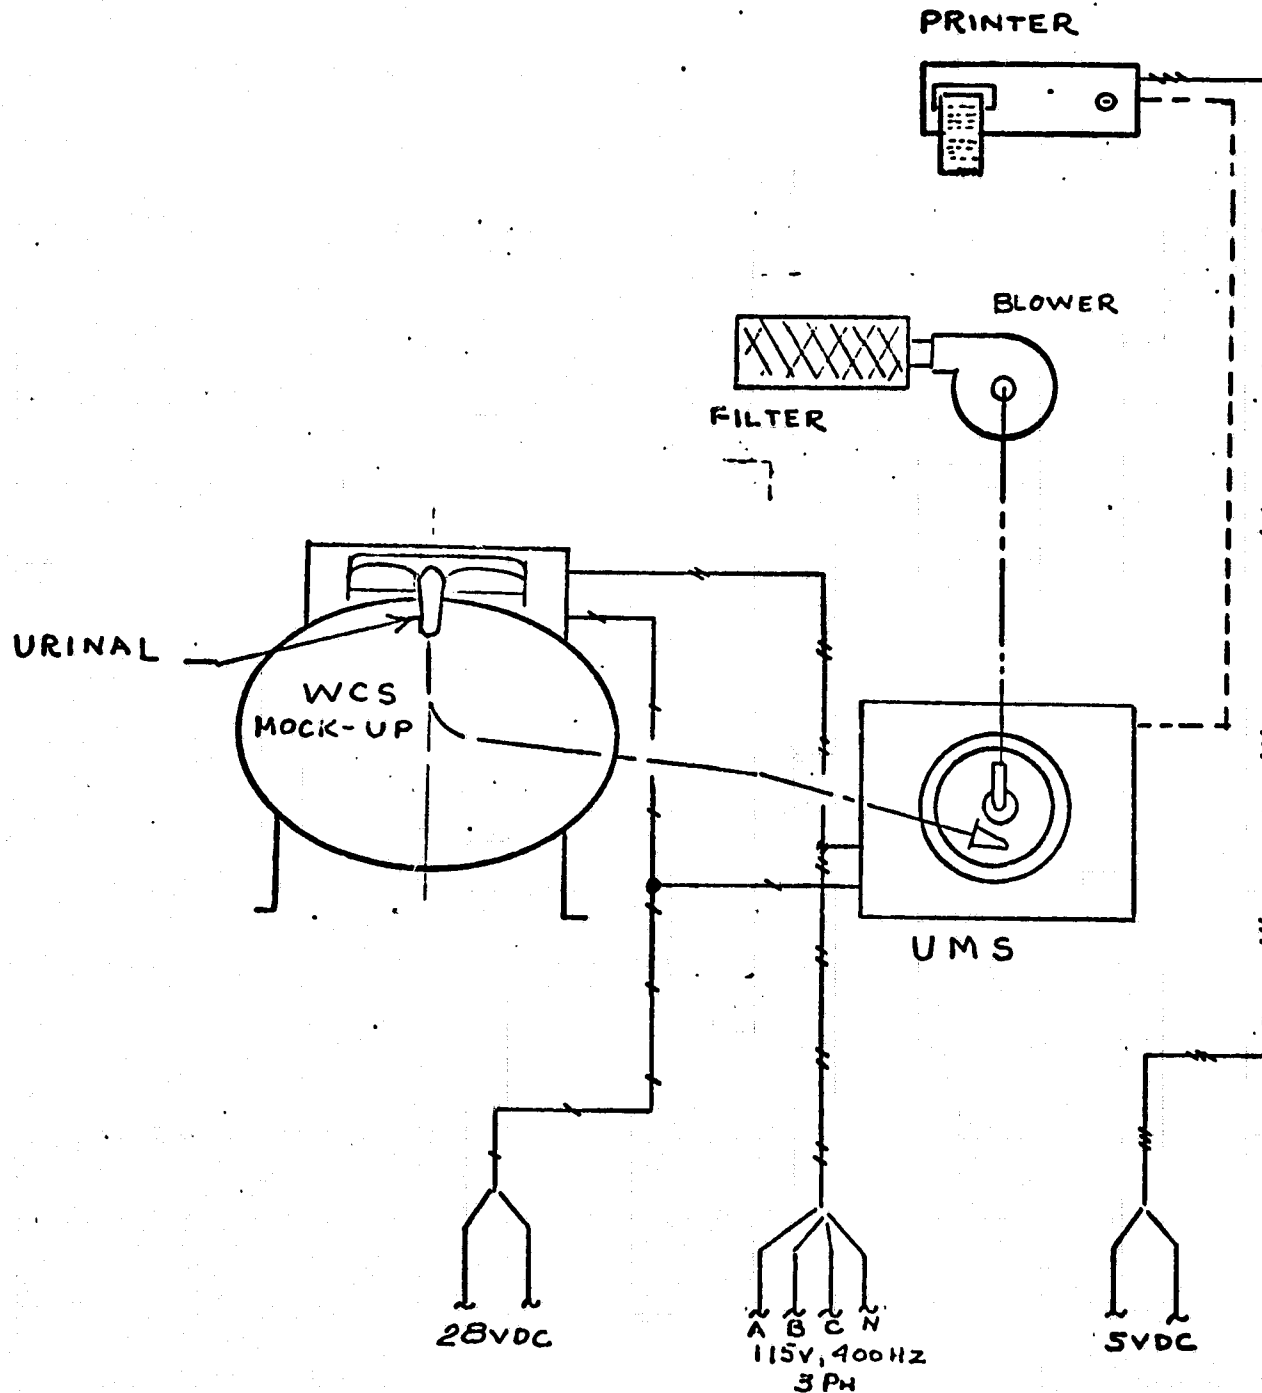 PRINTER
BLOWER
FILTER
URINAL
WCS
MOCK-UP
UMS
28VDC
A B C N
115V, 400HZ
3 PH
5VDC